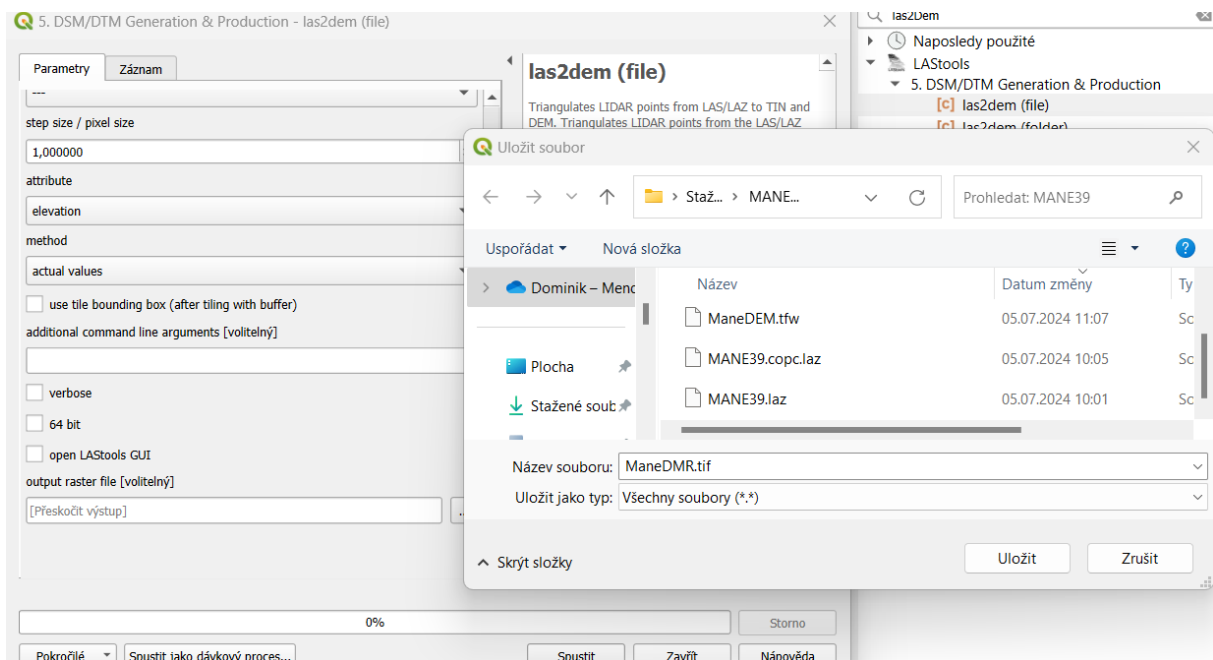 5. DSM/DTM Generation & Production - las2dem (file)
Parametry
Záznam
---
step size / pixel size
1,000000
attribute
elevation
method
actual values
use tile bounding box (after tiling with buffer)
additional command line arguments [volitelný]
verbose
64 bit
open LAStools GUI
output raster file [volitelný]
[Přeskočit výstup]
0%
Storno
Pokročilé
Spustit jako dávkový proces...
Spustit
Zavřít
Nápověda
las2dem (file)
Triangulates LIDAR points from LAS/LAZ to TIN and
DEM. Triangulates LIDAR points from the LAS/LAZ
las2Dem
Naposledy použité
LAStools
5. DSM/DTM Generation & Production
[c] las2dem (file)
[c] las2dem (folder)
Uložit soubor
Staž... > MANE...
Prohledat: MANE39
Uspořádat
Nová složka
Dominik – Menc
Plocha
Stažené soub
Název
Datum změny
Ty
ManeDEM.tfw
05.07.2024 11:07
Sc
MANE39.copc.laz
05.07.2024 10:05
Sc
MANE39.laz
05.07.2024 10:01
Sc
Název souboru: ManeDMR.tif
Uložit jako typ: Všechny soubory (*.*)
Skrýt složky
Uložit
Zrušit